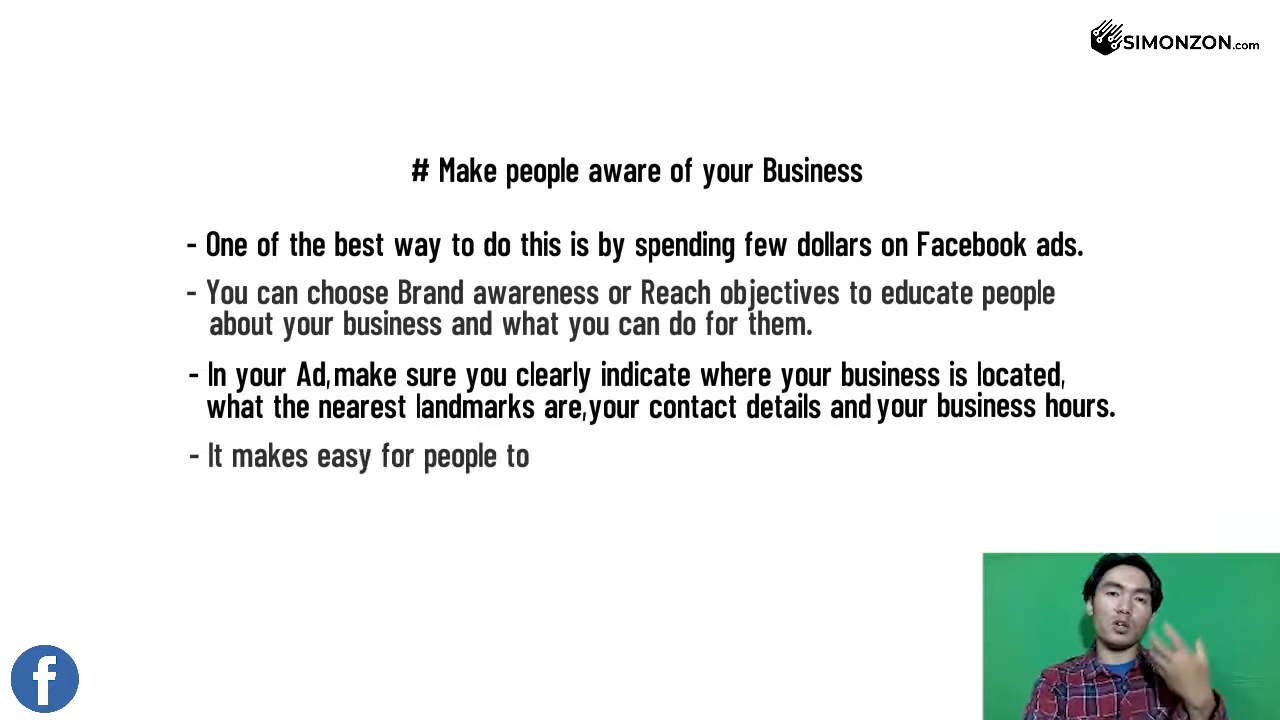 SIMONZON.com
# Make people aware of your Business
- One of the best way to do this is by spending few dollars on Facebook ads.
- You can choose Brand awareness or Reach objectives to educate people
about your business and what you can do for them.
- In your Ad,make sure you clearly indicate where your business is located,
what the nearest landmarks are,your contact details and your business hours.
- It makes easy for people to
f